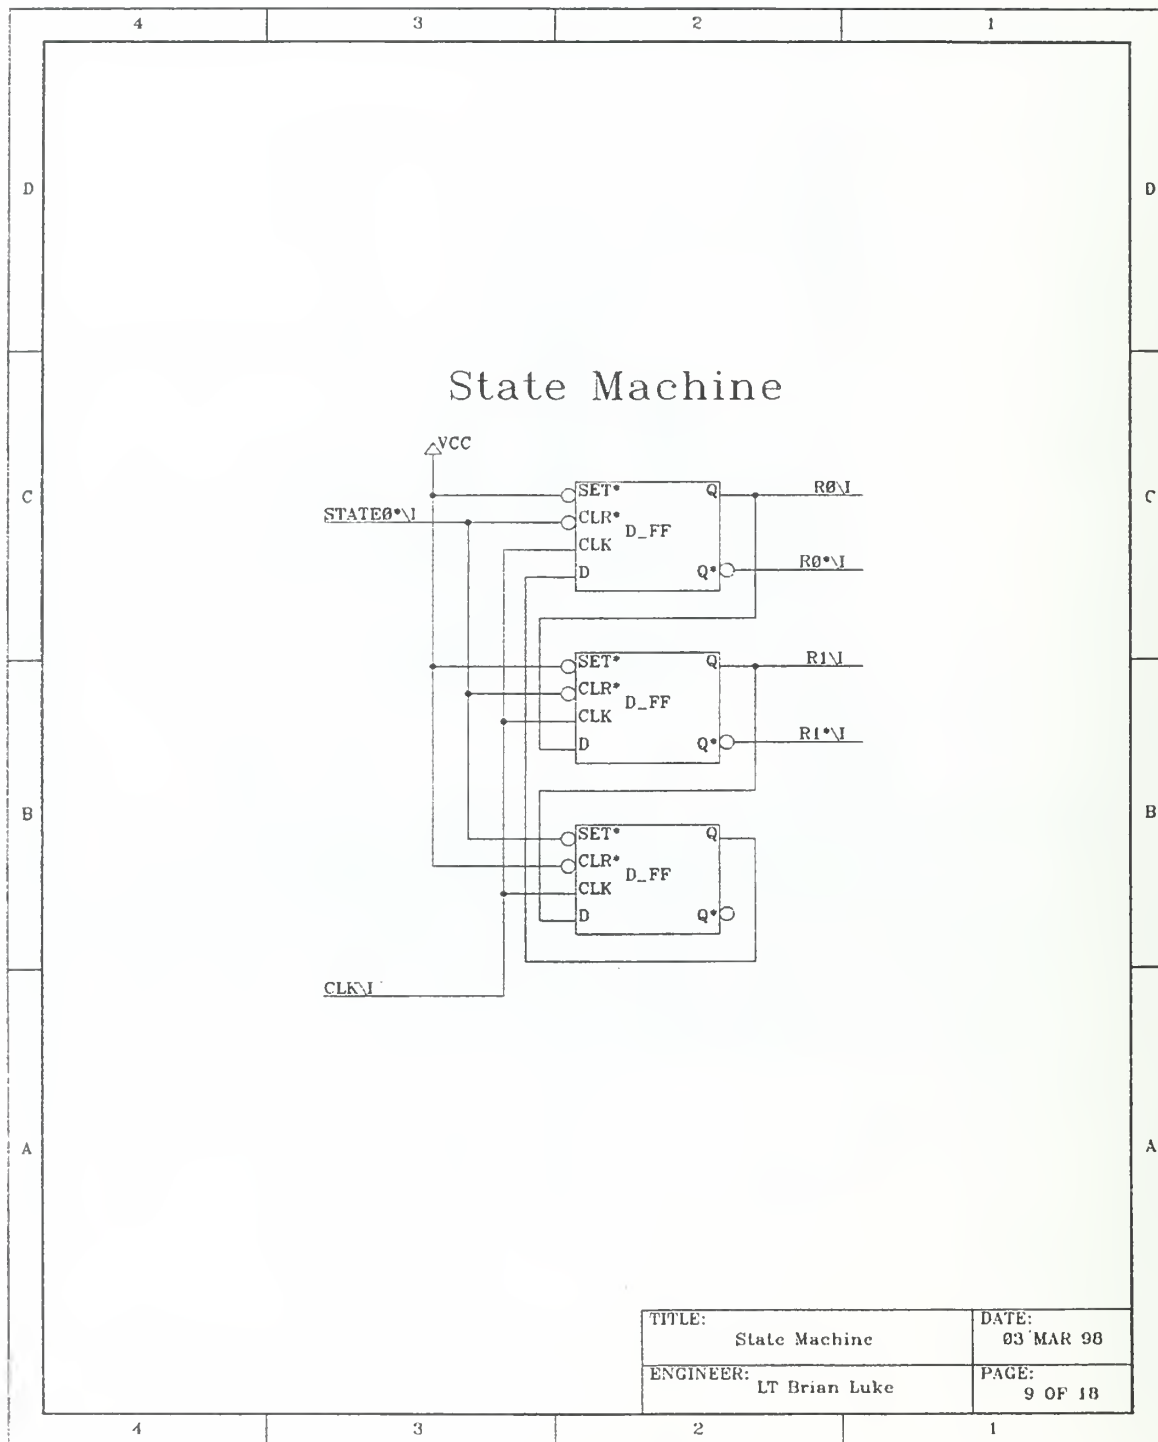 4 3 2 1
D D
State Machine
VCC
C C
SET* Q R0\I
STATE0*\I CLR*
D_FF
CLK
D Q* R0*\I
SET* Q R1\I
CLR*
D_FF
CLK
D Q* R1*\I
B B
SET* Q
CLR*
D_FF
CLK
D Q*
CLK\I
A A
TITLE: DATE:
State Machine 03 MAR 98
ENGINEER: PAGE:
LT Brian Luke 9 OF 18
4 3 2 1